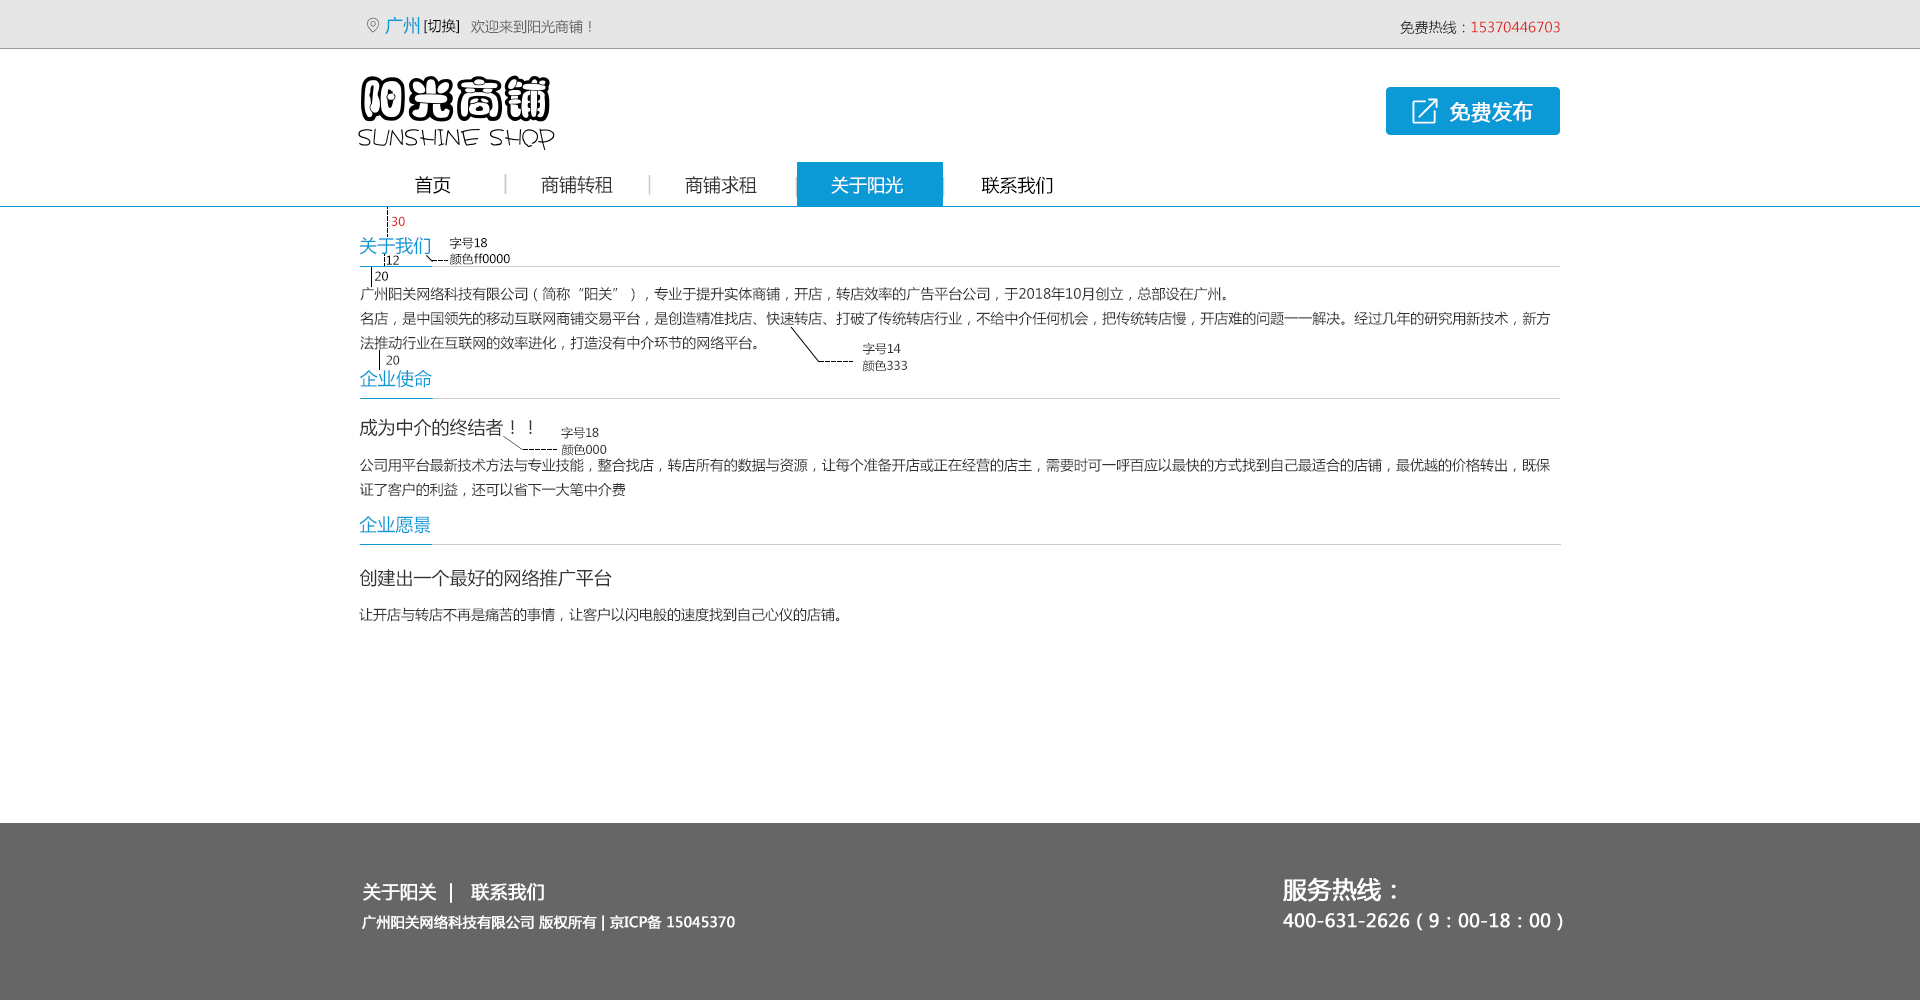 广州 [切换] 欢迎来到阳光商铺！
免费热线：15370446703
阳光商铺
SUNSHINE SHOP
免费发布
首页 商铺转租 商铺求租 关于阳光 联系我们
30
关于我们
字号18
颜色ff0000
12
20
广州阳关网络科技有限公司（简称“阳关”），专业于提升实体商铺，开店，转店效率的广告平台公司，于2018年10月创立，总部设在广州。
名店，是中国领先的移动互联网商铺交易平台，是创造精准找店、快速转店、打破了传统转店行业，不给中介任何机会，把传统转店慢，开店难的问题一一解决。经过几年的研究用新技术，新方
法推动行业在互联网的效率进化，打造没有中介环节的网络平台。
字号14
颜色333
20
企业使命
成为中介的终结者！！
字号18
颜色000
公司用平台最新技术方法与专业技能，整合找店，转店所有的数据与资源，让每个准备开店或正在经营的店主，需要时可一呼百应以最快的方式找到自己最适合的店铺，最优越的价格转出，既保
证了客户的利益，还可以省下一大笔中介费
企业愿景
创建出一个最好的网络推广平台
让开店与转店不再是痛苦的事情，让客户以闪电般的速度找到自己心仪的店铺。
关于阳关 | 联系我们
广州阳关网络科技有限公司 版权所有 | 京ICP备 15045370
服务热线：
400-631-2626（9：00-18：00）